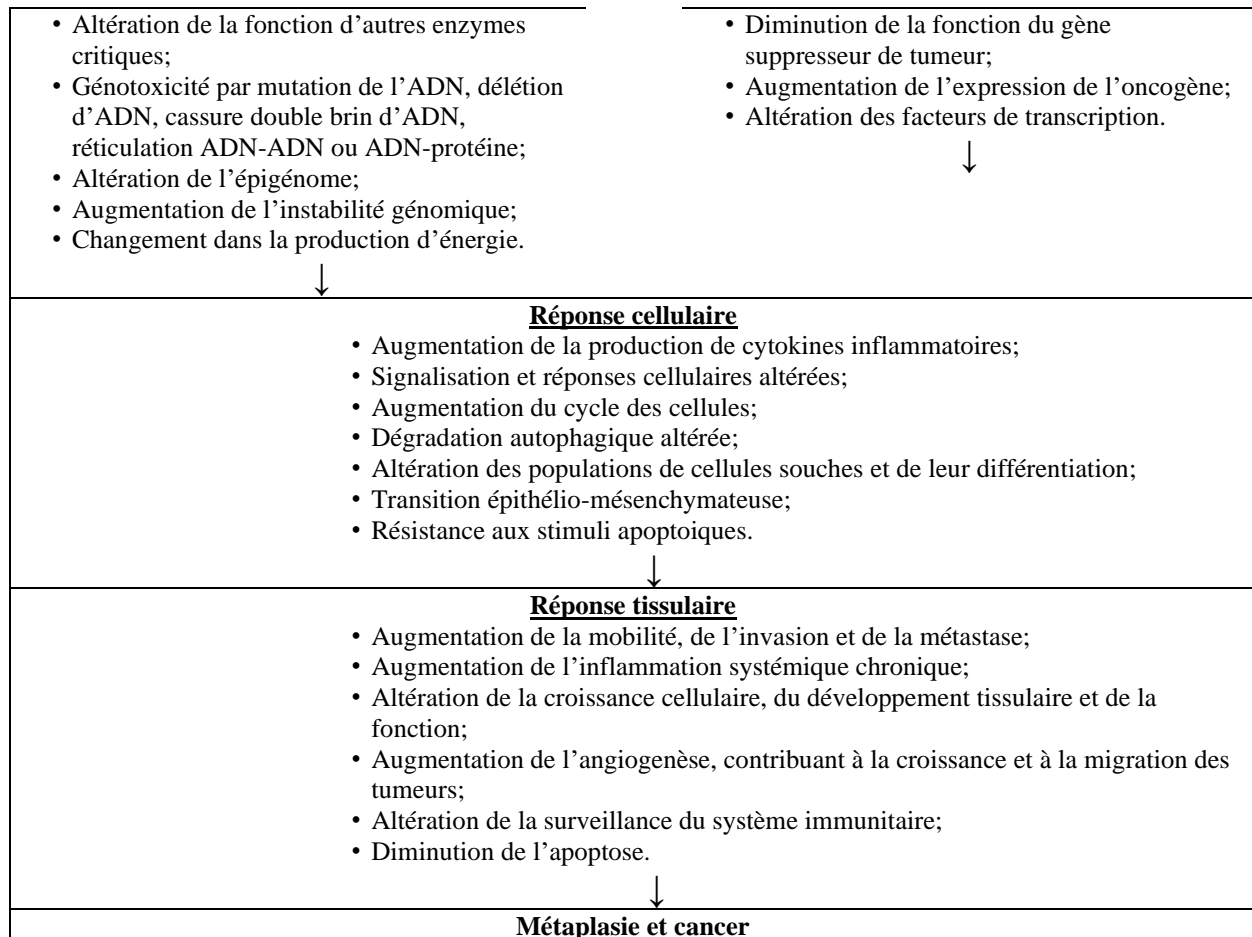 • Altération de la fonction d’autres enzymes
critiques;
• Génotoxicité par mutation de l’ADN, délétion
d’ADN, cassure double brin d’ADN,
réticulation ADN-ADN ou ADN-protéine;
• Altération de l’épigénome;
• Augmentation de l’instabilité génomique;
• Changement dans la production d’énergie.
↓
• Diminution de la fonction du gène
suppresseur de tumeur;
• Augmentation de l’expression de l’oncogène;
• Altération des facteurs de transcription.
↓
Réponse cellulaire
• Augmentation de la production de cytokines inflammatoires;
• Signalisation et réponses cellulaires altérées;
• Augmentation du cycle des cellules;
• Dégradation autophagique altérée;
• Altération des populations de cellules souches et de leur différentiation;
• Transition épithélio-mésenchymateuse;
• Résistance aux stimuli apoptoiques.
↓
Réponse tissulaire
• Augmentation de la mobilité, de l’invasion et de la métastase;
• Augmentation de l’inflammation systémique chronique;
• Altération de la croissance cellulaire, du développement tissulaire et de la
fonction;
• Augmentation de l’angiogenèse, contribuant à la croissance et à la migration des
tumeurs;
• Altération de la surveillance du système immunitaire;
• Diminution de l’apoptose.
↓
Métaplasie et cancer